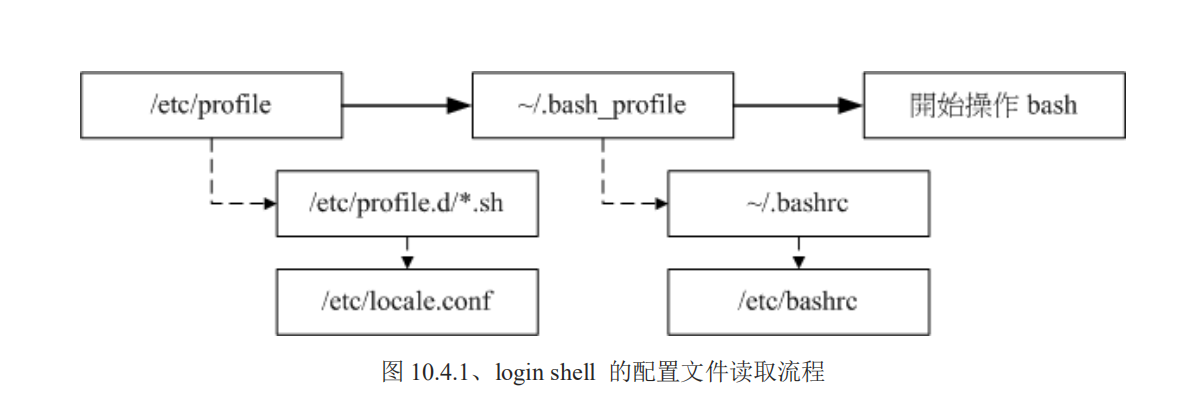 /etc/profile
~/.bash_profile
開始操作 bash
/etc/profile.d/*.sh
~/.bashrc
/etc/locale.conf
/etc/bashrc
图 10.4.1、login shell 的配置文件读取流程